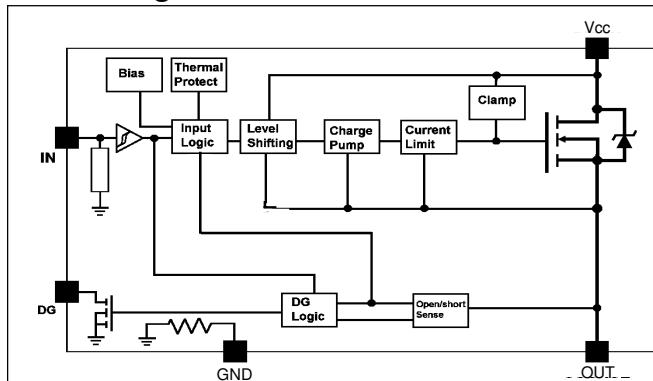 Vcc
Bias
Thermal
Protect
Clamp
IN
Input
Logic
Level
Shifting
Charge
Pump
Current
Limit
DG
DG
Logic
Open/short
Sense
GND
OUT